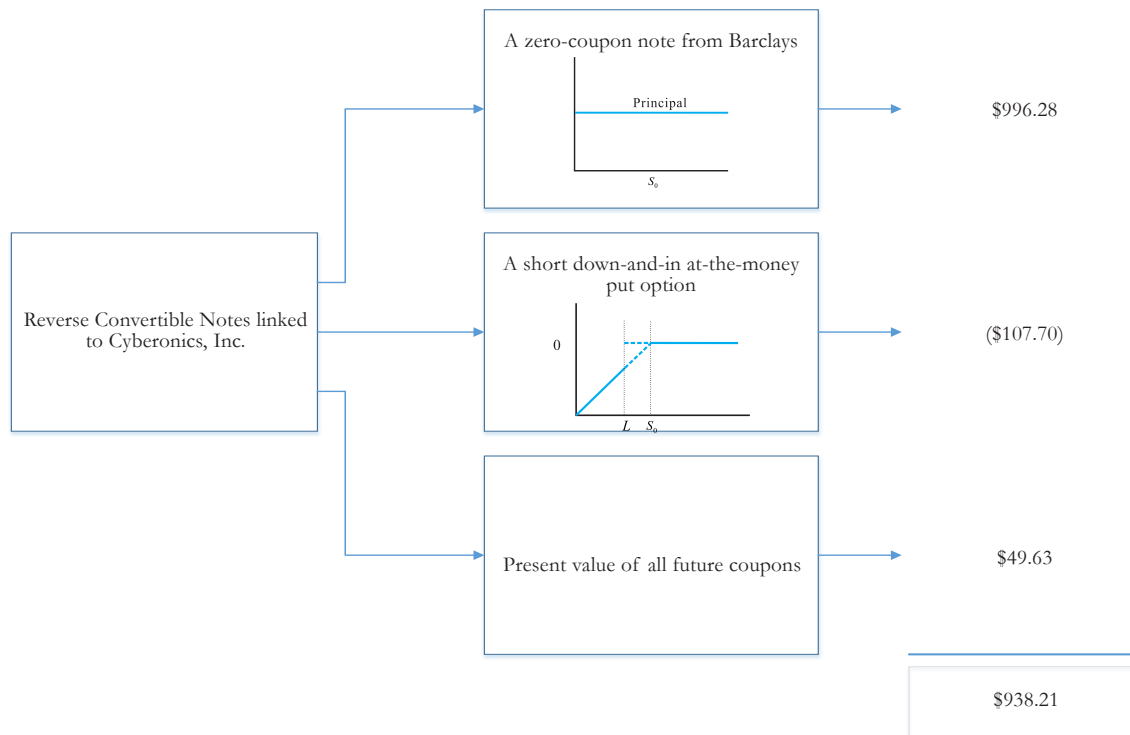 A zero-coupon note from Barclays
Principal
S₀
$996.28
Reverse Convertible Notes linked
to Cyberonics, Inc.
A short down-and-in at-the-money
put option
0
L S₀
($107.70)
Present value of all future coupons
$49.63
$938.21